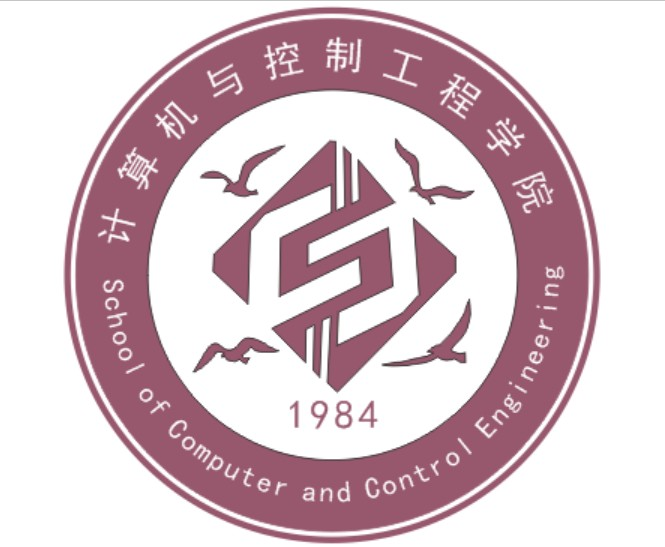 计算机与控制工程学院
1984
School of Computer and Control Engineering